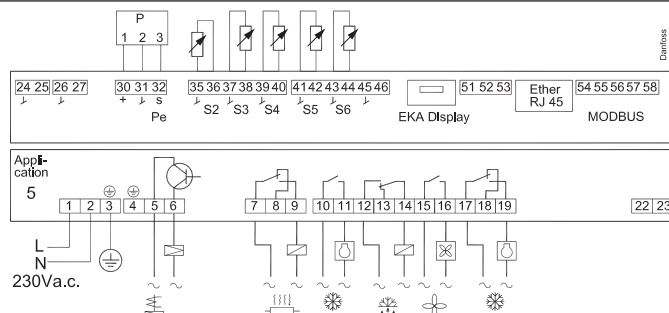 P
1 2 3
Danfoss
24 25 26 27 30 31 32 35 36 37 38 39 40 41 42 43 44 45 46 51 52 53 Ether RJ 45 54 55 56 57 58
+ s S2 S3 S4 S5 S6
Pe EKA Display MODBUS
Appli-
cation
5
1 2 3 4 5 6 7 8 9 10 11 12 13 14 15 16 17 18 19 22 23
L
N
230Va.c.